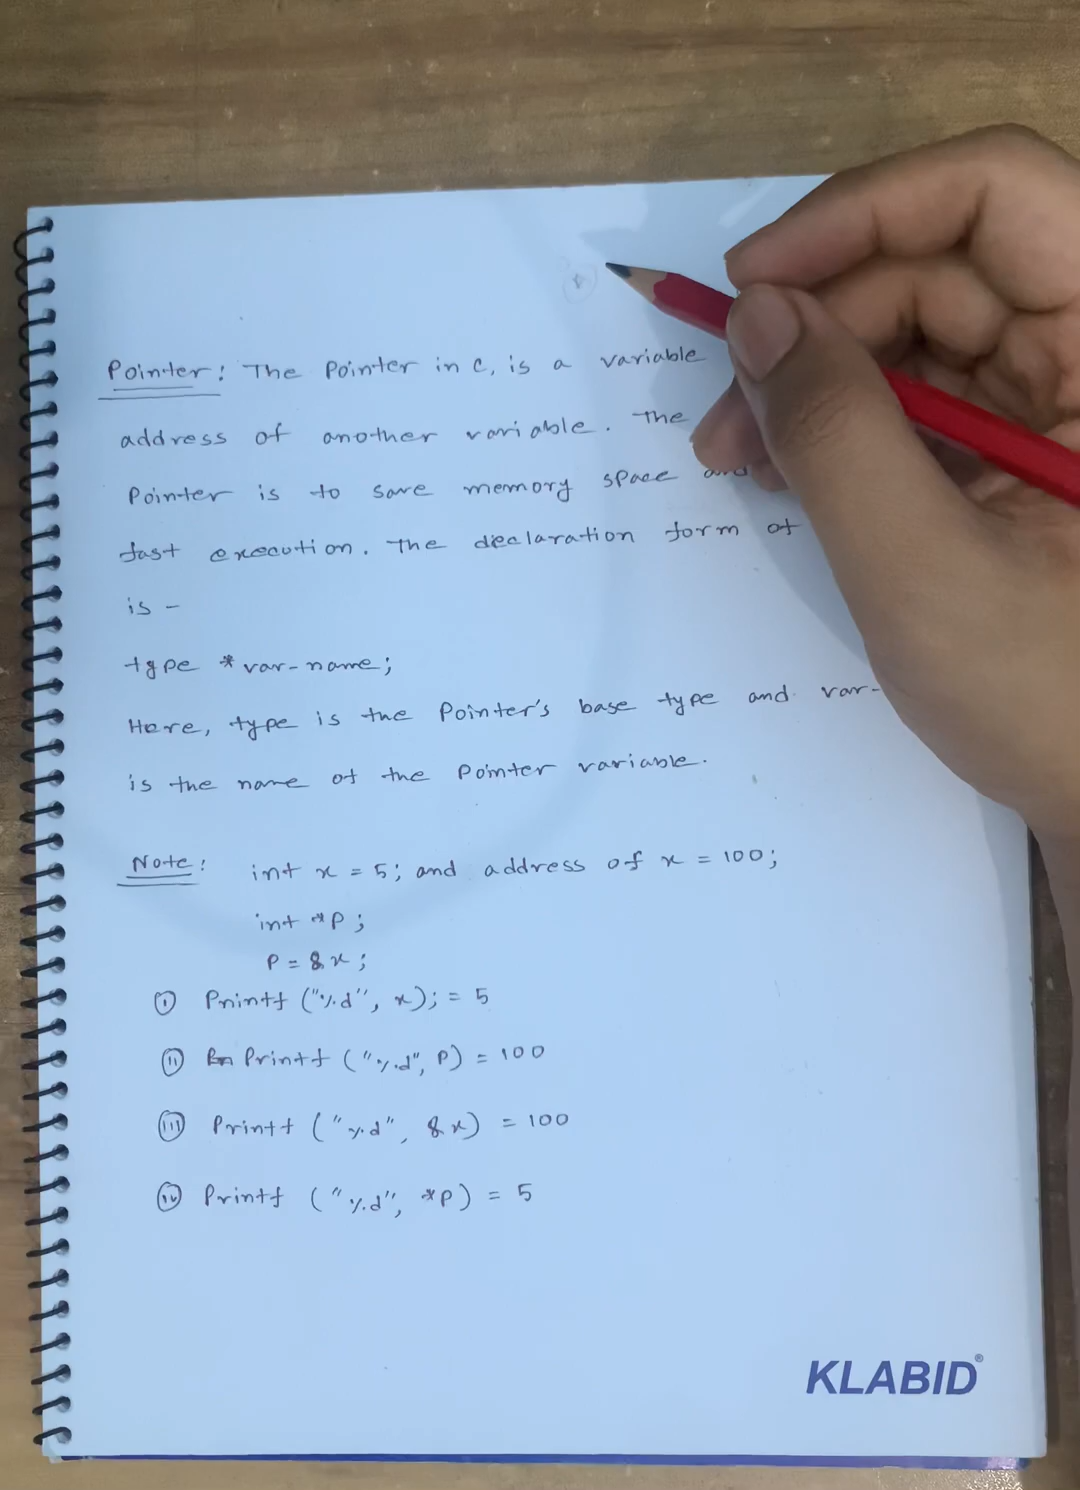 Pointer: The Pointer in C, is a variable
address of another variable. The
Pointer is to save memory space and
fast execution. The declaration form of
is -
type *var-name;
Here, type is the Pointer's base type and var-
is the name of the Pointer variable.
Note: int x = 5; and address of x = 100;
int *P;
P = &x;
(i) Printf ("%d", x); = 5
(ii) Printf ("%d", P) = 100
(iii) Printf ("%d", &x) = 100
(iv) Printf ("%d", *P) = 5
KLABID®